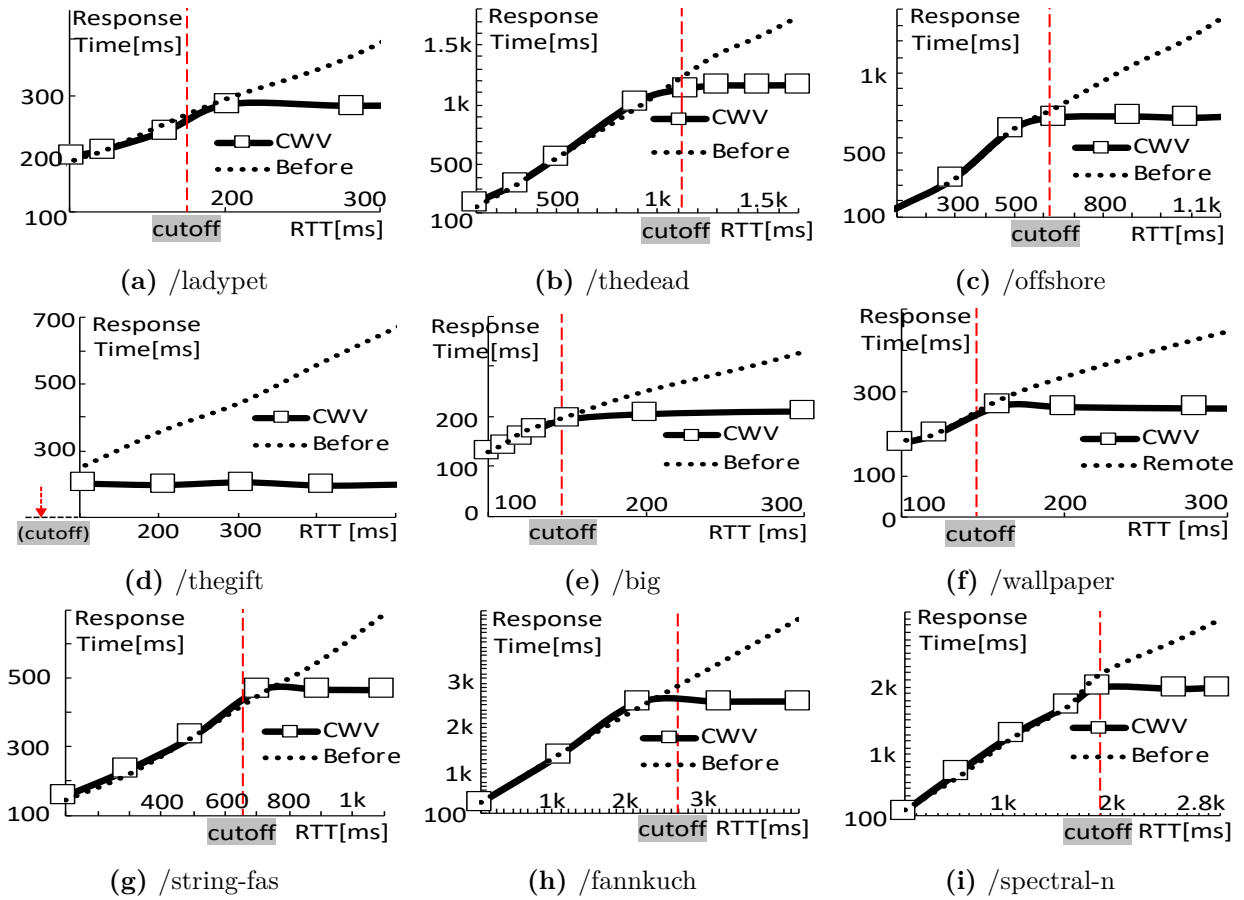 Response
Time[ms]
300
200
100
CWV
Before
200
300
cutoff
RTT[ms]
(a) /ladypet
Response
Time[ms]
1.5k
1k
500
100
CWV
Before
500
1k
1.5k
cutoff
RTT[ms]
(b) /thedead
Response
Time[ms]
1k
500
100
CWV
Before
300
500
800
1,1k
cutoff
RTT[ms]
(c) /offshore
700
Response
Time[ms]
500
300
CWV
Before
(cutoff)
200
300
RTT [ms]
(d) /thegift
Response
Time[ms]
200
100
0
CWV
Before
100
200
300
cutoff
RTT [ms]
(e) /big
Response
Time[ms]
300
100
0
CWV
Remote
100
200
300
cutoff
RTT [ms]
(f) /wallpaper
Response
Time[ms]
500
300
100
CWV
Before
400
600
800
1k
cutoff
RTT[ms]
(g) /string-fas
Response
Time[ms]
3k
2k
1k
100
CWV
Before
1k
2k
3k
cutoff
RTT[ms]
(h) /fannkuch
Response
Time[ms]
2k
1k
100
CWV
Before
1k
2k
2.8k
cutoff
RTT[ms]
(i) /spectral-n